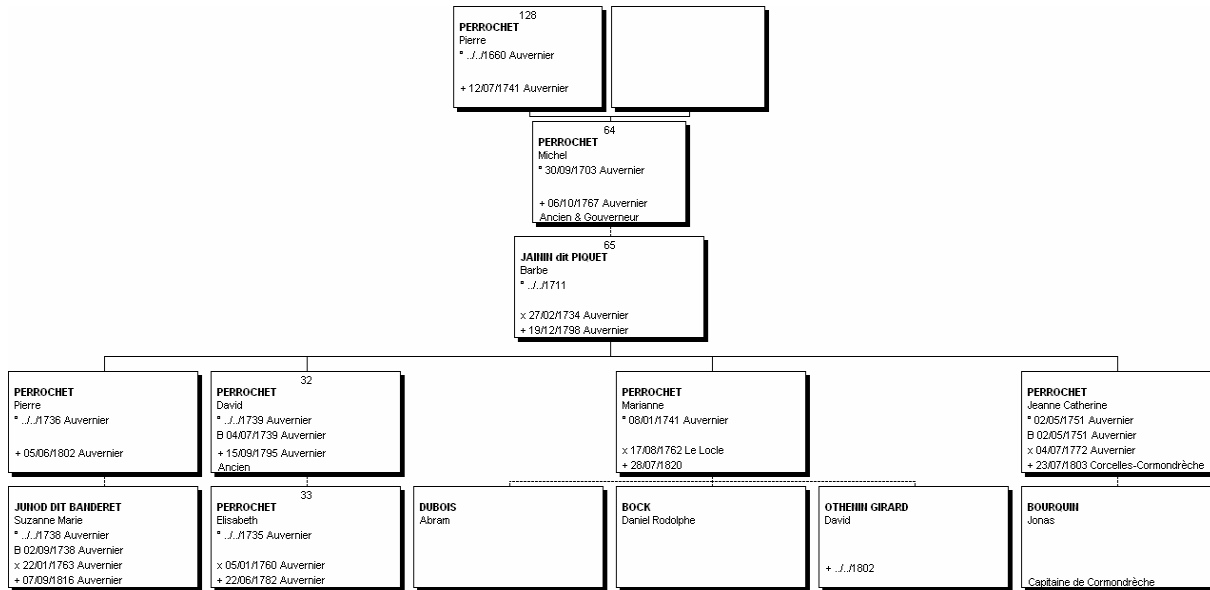 128
PERROCHET
Pierre
° ../../1660 Auvernier
+ 12/07/1741 Auvernier
64
PERROCHET
Michel
° 30/09/1703 Auvernier
+ 06/10/1767 Auvernier
Ancien & Gouverneur
65
JAININ dit PIQUET
Barbe
° ../../1711
x 27/02/1734 Auvernier
+ 19/12/1798 Auvernier
PERROCHET
Pierre
° ../../1736 Auvernier
+ 05/06/1802 Auvernier
32
PERROCHET
David
° ../../1739 Auvernier
B 04/07/1739 Auvernier
+ 15/09/1795 Auvernier
Ancien
PERROCHET
Marianne
° 08/01/1741 Auvernier
x 17/08/1762 Le Locle
+ 28/07/1820
PERROCHET
Jeanne Catherine
° 02/05/1751 Auvernier
B 02/05/1751 Auvernier
x 04/07/1772 Auvernier
+ 23/07/1803 Corcelles-Cormondrèche
JUNOD DIT BANDERET
Suzanne Marie
° ../../1738 Auvernier
B 02/09/1738 Auvernier
x 22/01/1763 Auvernier
+ 07/09/1816 Auvernier
33
PERROCHET
Elisabeth
° ../../1735 Auvernier
x 05/01/1760 Auvernier
+ 22/06/1782 Auvernier
DUBOIS
Abram
BOCK
Daniel Rodolphe
OTHENIN GIRARD
David
+ ../../1802
BOURQUIN
Jonas
Capitaine de Cormondrèche